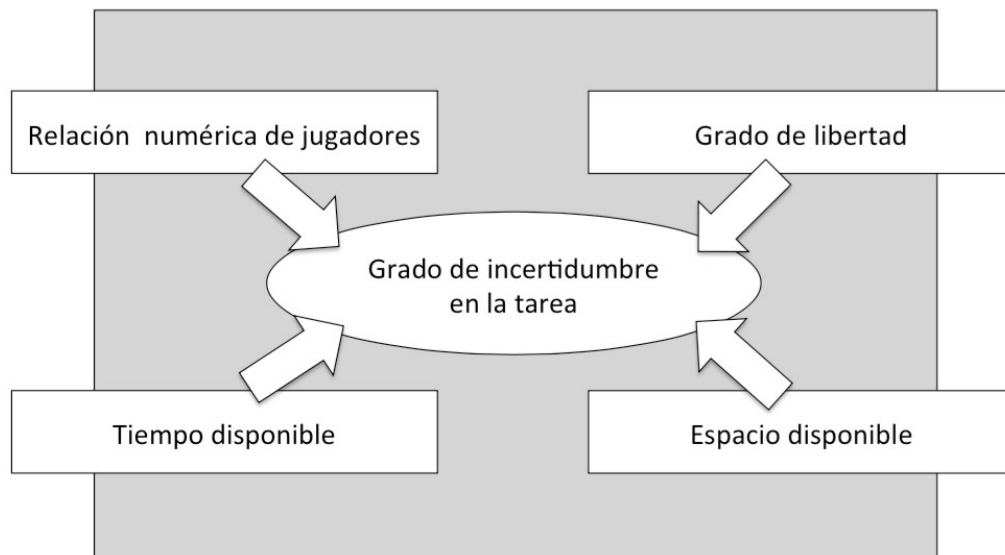 Relación numérica de jugadores
Grado de libertad
Grado de incertidumbre
en la tarea
Tiempo disponible
Espacio disponible